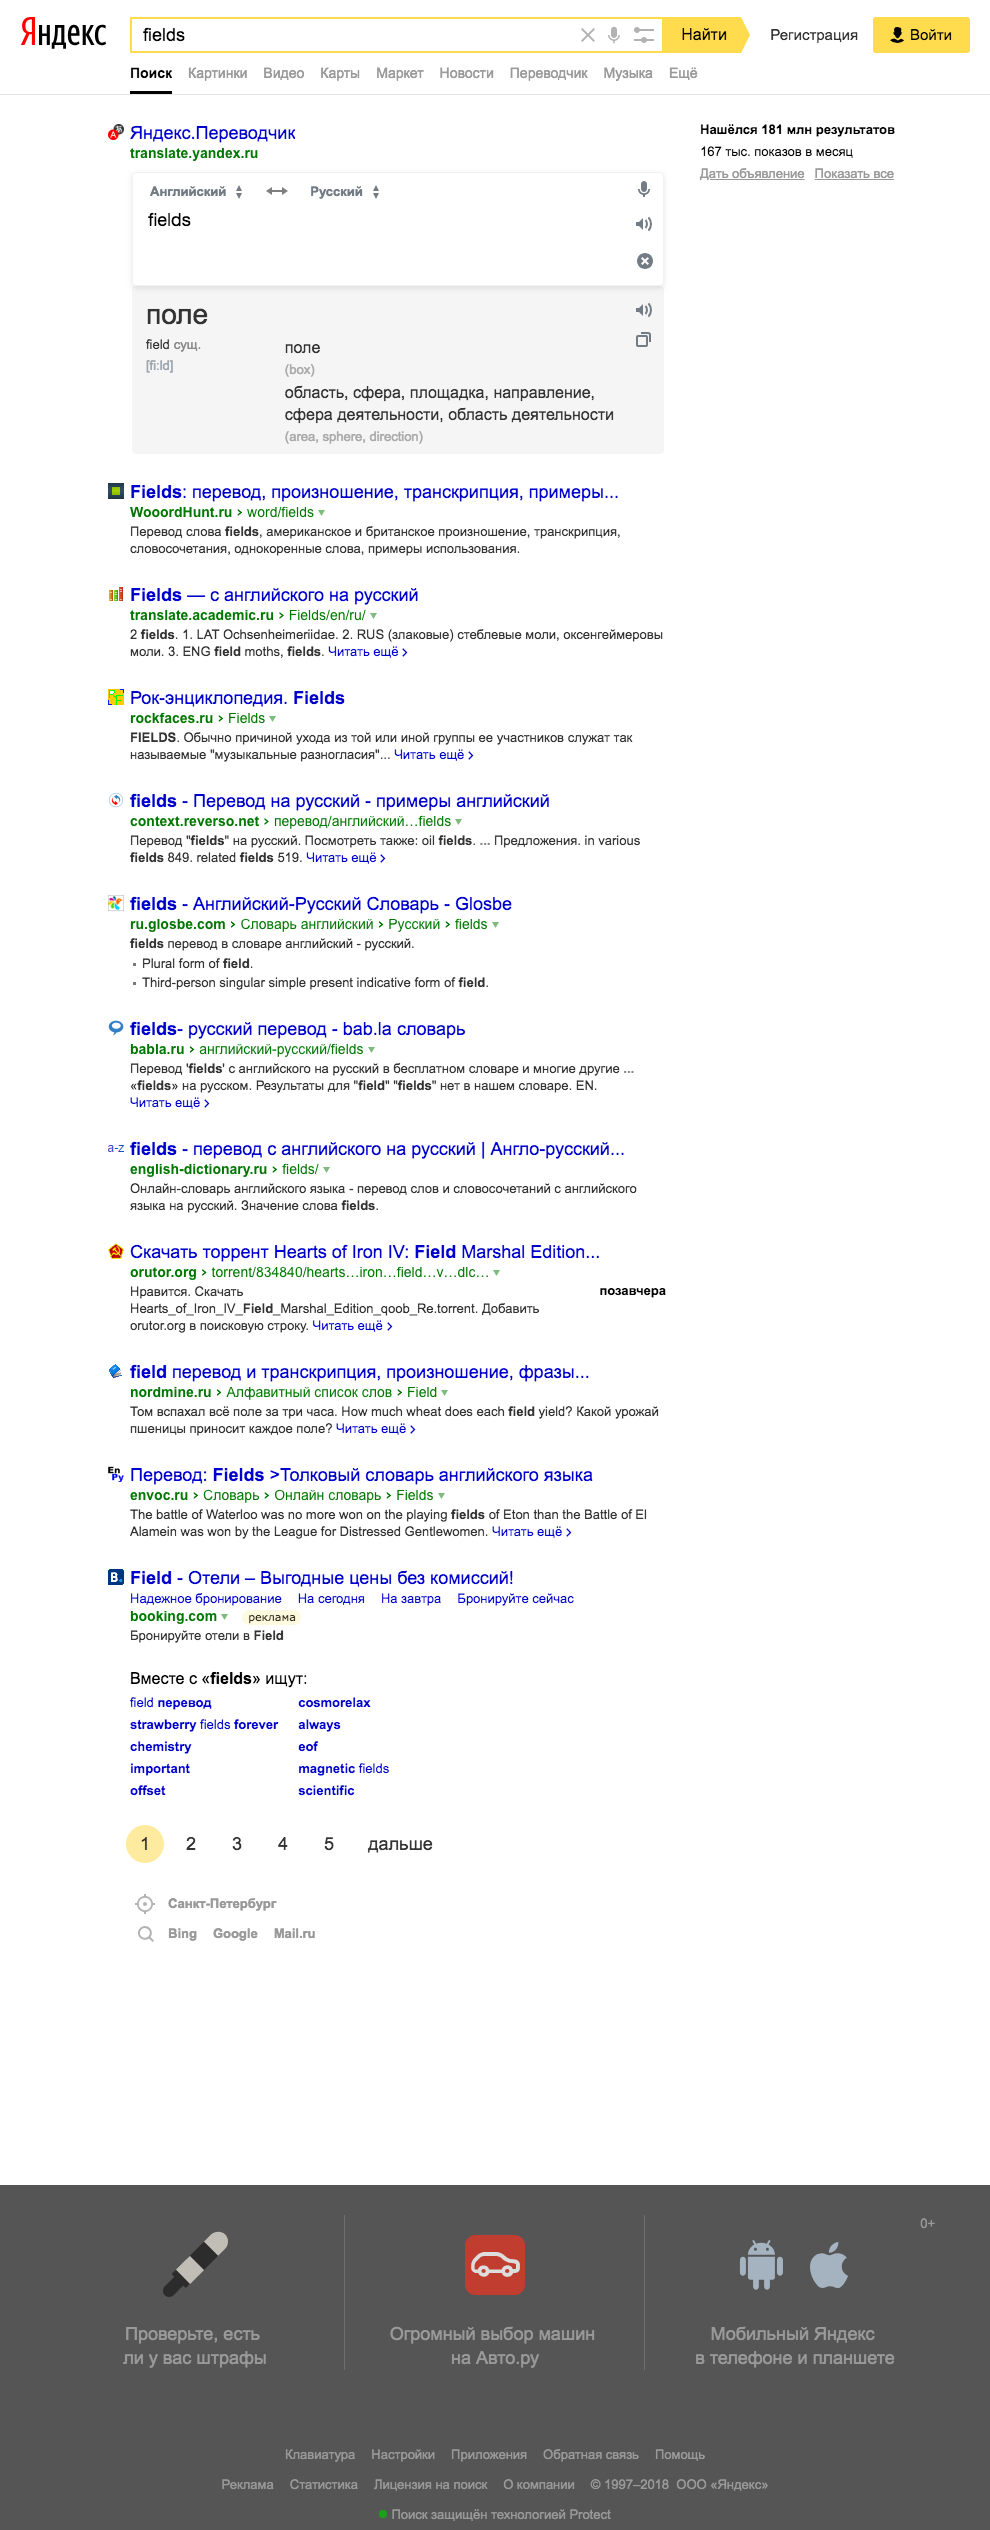 Яндекс
fields
Найти
Регистрация
Войти
Поиск Картинки Видео Карты Маркет Новости Переводчик Музыка Ещё
Яндекс.Переводчик
translate.yandex.ru
Английский Русский
fields
поле
field сущ.
[fi:ld]
поле
(box)
область, сфера, площадка, направление,
сфера деятельности, область деятельности
(area, sphere, direction)
Нашёлся 181 млн результатов
167 тыс. показов в месяц
Дать объявление Показать все
Fields: перевод, произношение, транскрипция, примеры...
WooordHunt.ru › word/fields
Перевод слова fields, американское и британское произношение, транскрипция,
словосочетания, однокоренные слова, примеры использования.
Fields — с английского на русский
translate.academic.ru › Fields/en/ru/
2 fields. 1. LAT Ochsenheimeriidae. 2. RUS (злаковые) стеблевые моли, оксенгеймеровы
моли. 3. ENG field moths, fields. Читать ещё ›
Рок-энциклопедия. Fields
rockfaces.ru › Fields
FIELDS. Обычно причиной ухода из той или иной группы ее участников служат так
называемые "музыкальные разногласия"... Читать ещё ›
fields - Перевод на русский - примеры английский
context.reverso.net › перевод/английский…fields
Перевод "fields" на русский. Посмотреть также: oil fields. ... Предложения. in various
fields 849. related fields 519. Читать ещё ›
fields - Английский-Русский Словарь - Glosbe
ru.glosbe.com › Словарь английский › Русский › fields
fields перевод в словаре английский - русский.
▪ Plural form of field.
▪ Third-person singular simple present indicative form of field.
fields- русский перевод - bab.la словарь
babla.ru › английский-русский/fields
Перевод 'fields' с английского на русский в бесплатном словаре и многие другие ...
«fields» на русском. Результаты для "field" "fields" нет в нашем словаре. EN.
Читать ещё ›
a-z fields - перевод с английского на русский | Англо-русский...
english-dictionary.ru › fields/
Онлайн-словарь английского языка - перевод слов и словосочетаний с английского
языка на русский. Значение слова fields.
Скачать торрент Hearts of Iron IV: Field Marshal Edition...
orutor.org › torrent/834840/hearts…iron…field…v…dlc…
Нравится. Скачать позавчера
Hearts_of_Iron_IV_Field_Marshal_Edition_qoob_Re.torrent. Добавить
orutor.org в поисковую строку. Читать ещё ›
field перевод и транскрипция, произношение, фразы...
nordmine.ru › Алфавитный список слов › Field
Том вспахал всё поле за три часа. How much wheat does each field yield? Какой урожай
пшеницы приносит каждое поле? Читать ещё ›
Перевод: Fields >Толковый словарь английского языка
envoc.ru › Словарь › Онлайн словарь › Fields
The battle of Waterloo was no more won on the playing fields of Eton than the Battle of El
Alamein was won by the League for Distressed Gentlewomen. Читать ещё ›
B. Field - Отели – Выгодные цены без комиссий!
Надежное бронирование На сегодня На завтра Бронируйте сейчас
booking.com реклама
Бронируйте отели в Field
Вместе с «fields» ищут:
field перевод cosmorelax
strawberry fields forever always
chemistry eof
important magnetic fields
offset scientific
1 2 3 4 5 дальше
Санкт-Петербург
Bing Google Mail.ru
0+
Проверьте, есть
ли у вас штрафы
Огромный выбор машин
на Авто.ру
Мобильный Яндекс
в телефоне и планшете
Клавиатура Настройки Приложения Обратная связь Помощь
Реклама Статистика Лицензия на поиск О компании © 1997–2018 ООО «Яндекс»
Поиск защищён технологией Protect